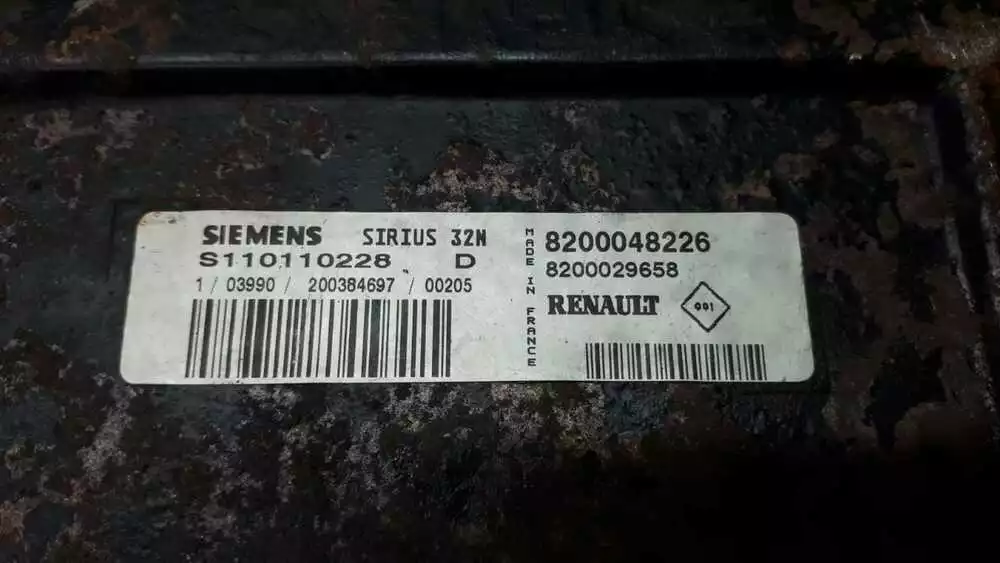 SIEMENS SIRIUS 32N
S110110228 D
1 / 03990 / 200384697 / 00205
MADE IN FRANCE
8200048226
8200029658
RENAULT 001